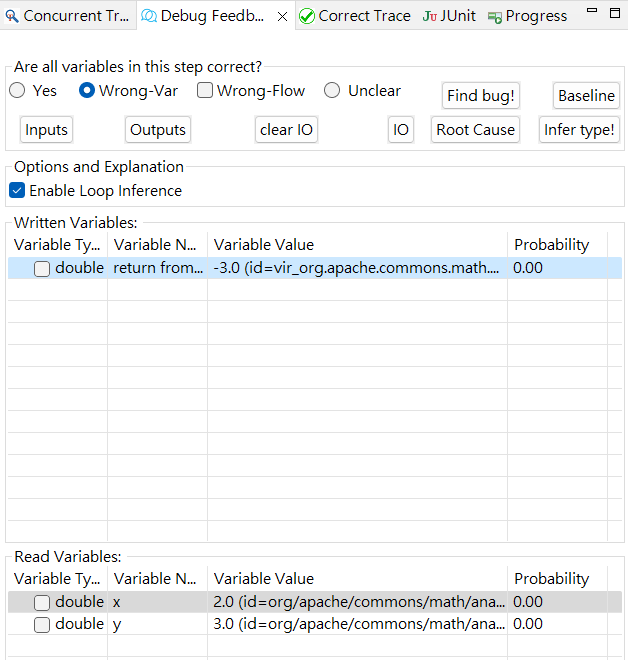 Concurrent Tr... Debug Feedb... Correct Trace JUnit Progress
Are all variables in this step correct?
Yes Wrong-Var Wrong-Flow Unclear Find bug! Baseline
Inputs Outputs clear IO IO Root Cause Infer type!
Options and Explanation
Enable Loop Inference
Written Variables:
Variable Ty... Variable N... Variable Value Probability
double return from... -3.0 (id=vir_org.apache.commons.math.... 0.00
Read Variables:
Variable Ty... Variable N... Variable Value Probability
double x 2.0 (id=org/apache/commons/math/ana... 0.00
double y 3.0 (id=org/apache/commons/math/ana... 0.00